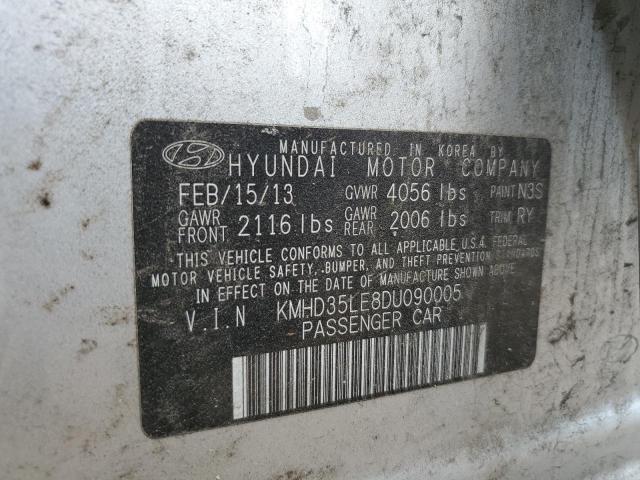 MANUFACTURED IN KOREA BY
HYUNDAI MOTOR COMPANY
FEB/15/13 GVWR 4056 lbs PAINT N3S
GAWR FRONT 2116 lbs GAWR REAR 2006 lbs TRIM RY
THIS VEHICLE CONFORMS TO ALL APPLICABLE U.S.A. FEDERAL
MOTOR VEHICLE SAFETY, BUMPER, AND THEFT PREVENTION STANDARDS
IN EFFECT ON THE DATE OF MANUFACTURE SHOWN ABOVE.
V.I.N KMHD35LE8DU090005
PASSENGER CAR